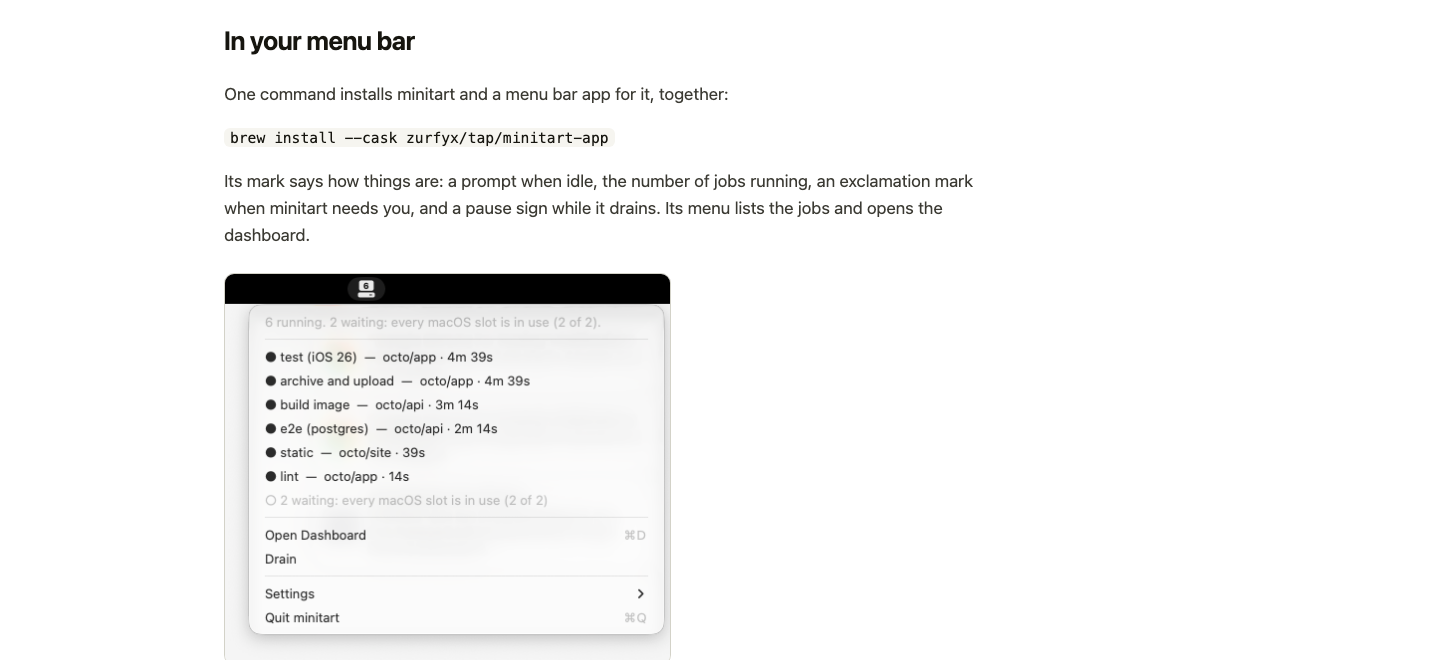 In your menu bar
One command installs minitart and a menu bar app for it, together:
brew install --cask zurfyx/tap/minitart-app
Its mark says how things are: a prompt when idle, the number of jobs running, an exclamation mark
when minitart needs you, and a pause sign while it drains. Its menu lists the jobs and opens the
dashboard.
6
6 running. 2 waiting: every macOS slot is in use (2 of 2).
● test (iOS 26) — octo/app · 4m 39s
● archive and upload — octo/app · 4m 39s
● build image — octo/api · 3m 14s
● e2e (postgres) — octo/api · 2m 14s
● static — octo/site · 39s
● lint — octo/app · 14s
○ 2 waiting: every macOS slot is in use (2 of 2)
Open Dashboard ⌘D
Drain
Settings
Quit minitart ⌘Q